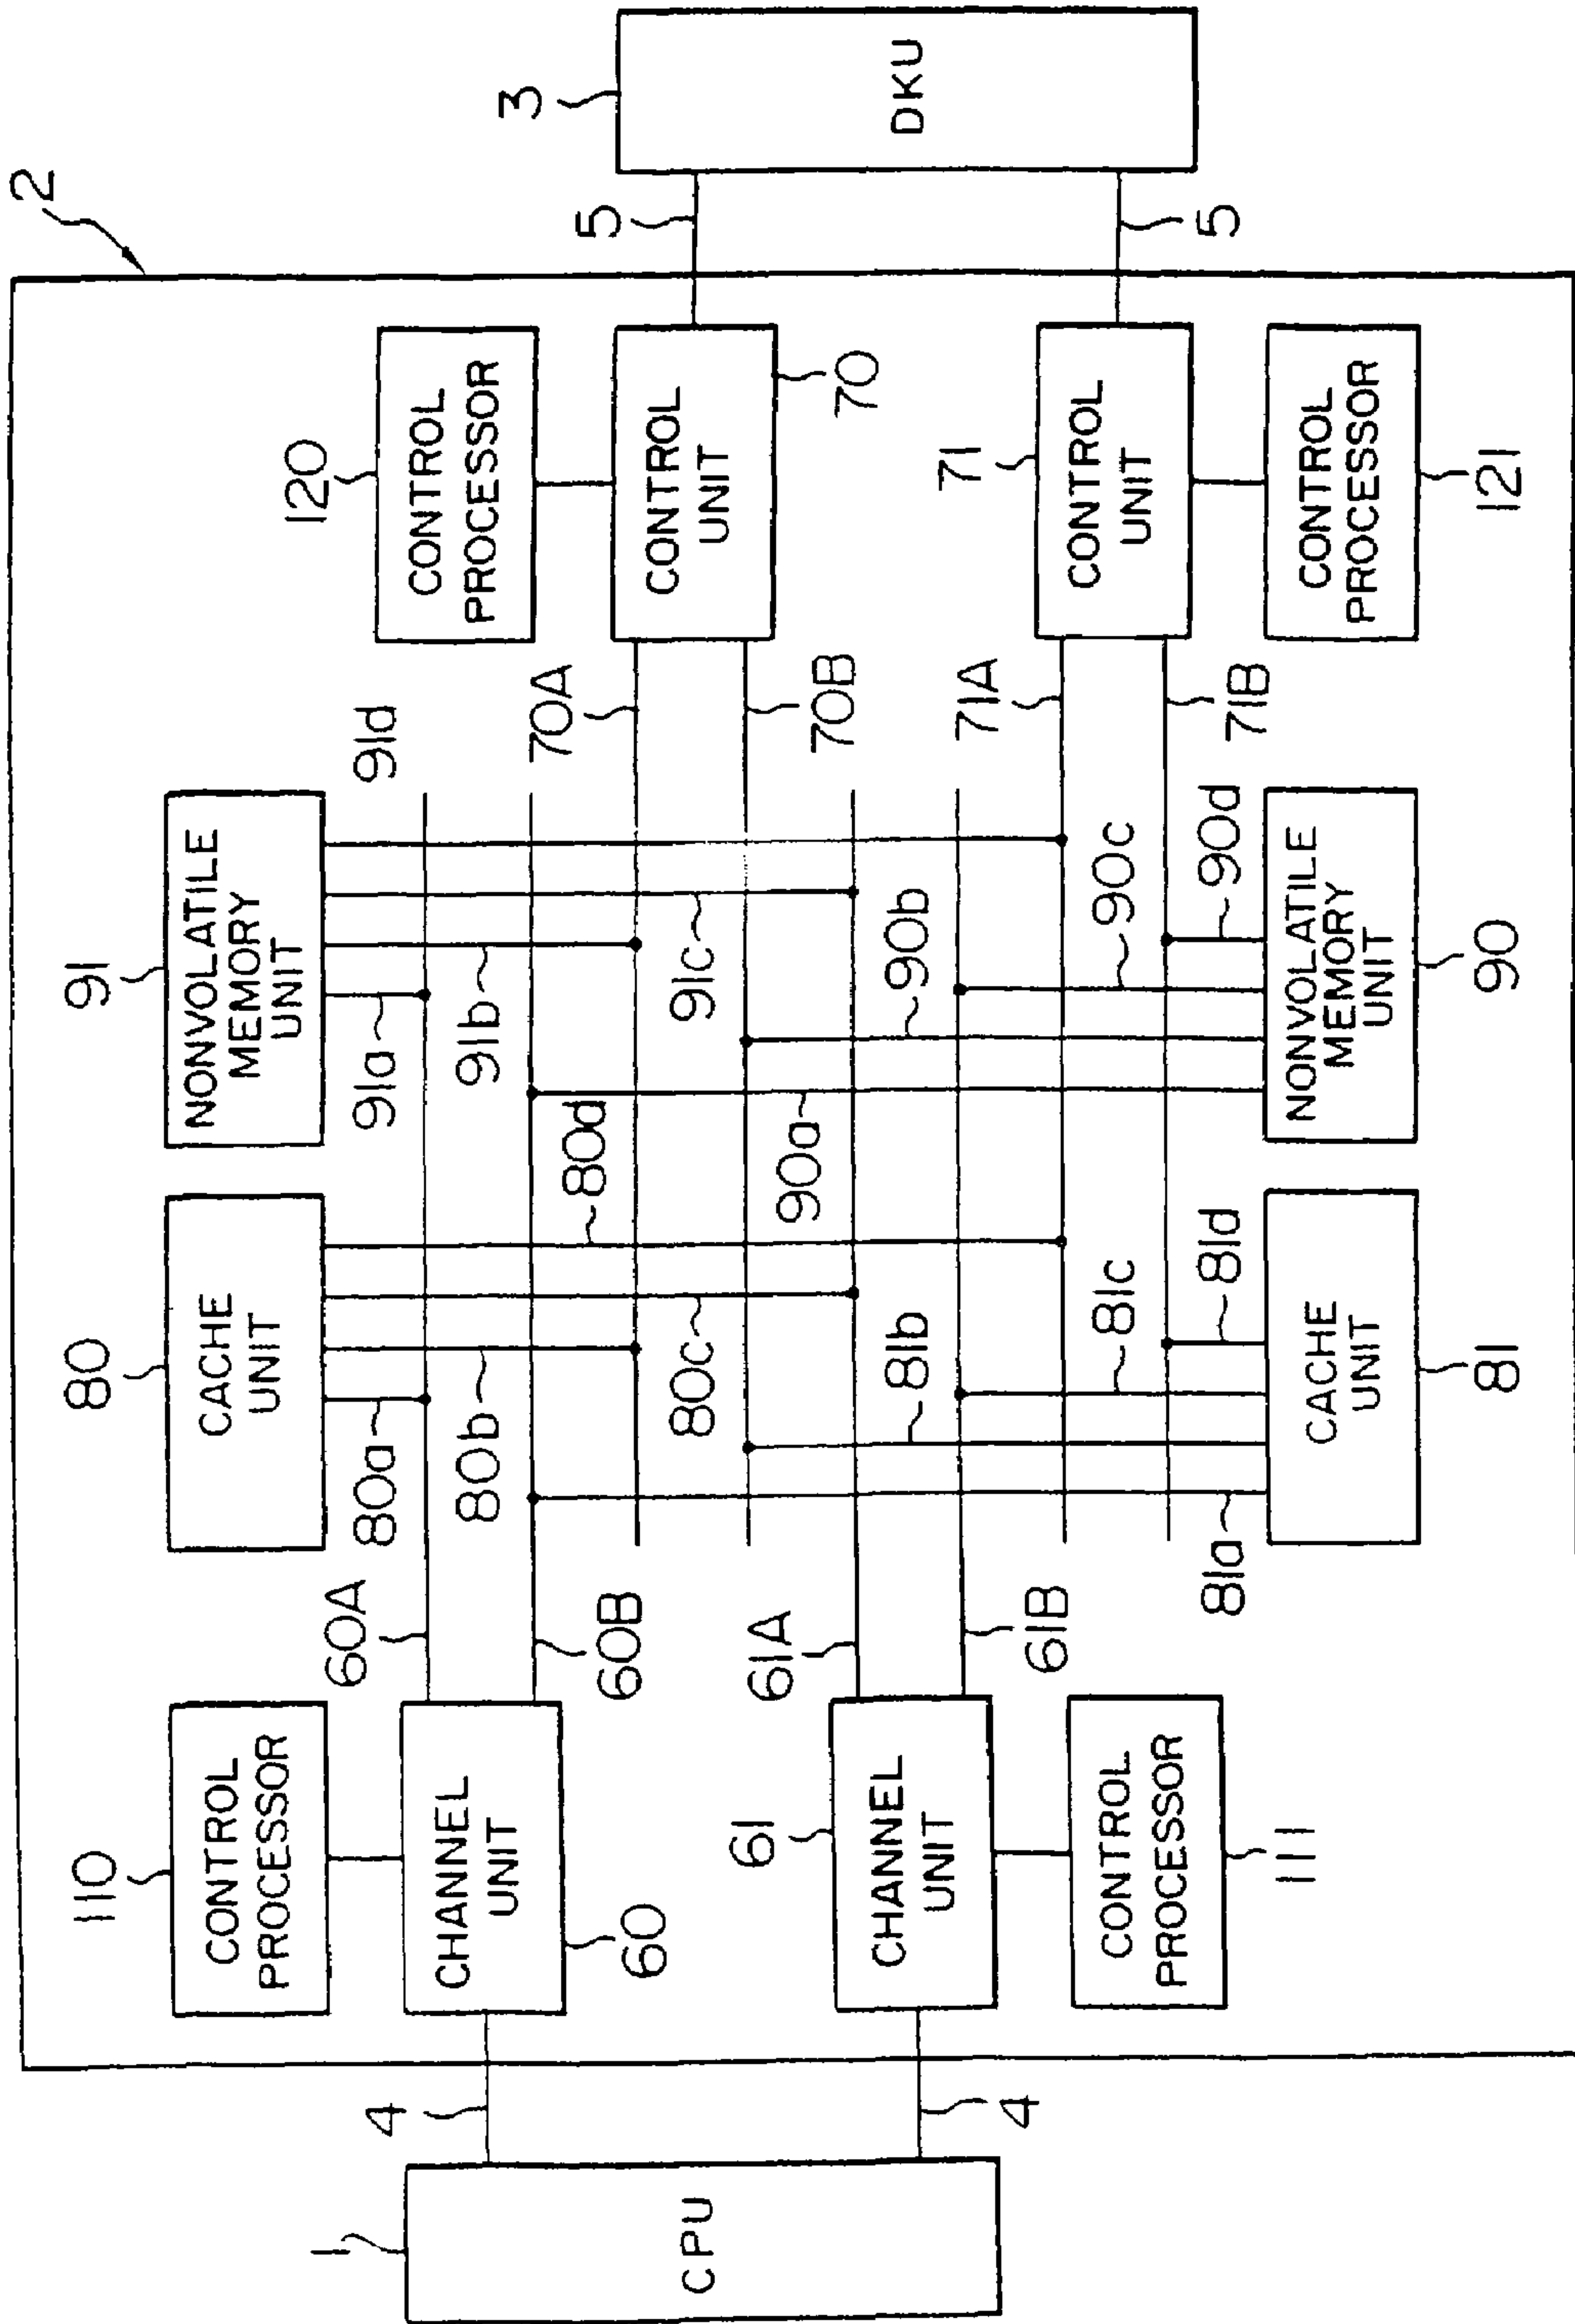 2
110
CONTROL
PROCESSOR
80
CACHE
UNIT
91
NONVOLATILE
MEMORY
UNIT
120
CONTROL
PROCESSOR
3
DKU
1
CPU
4
CHANNEL
UNIT
60
60A
60B
80a
80b
80d
91a
91b
91d
70A
70B
CONTROL
UNIT
70
5
80c
91c
90a
90b
4
61
CHANNEL
UNIT
61A
61B
81b
81c
81a
81d
90c
90d
71A
71B
71
CONTROL
UNIT
5
CONTROL
PROCESSOR
111
CACHE
UNIT
81
NONVOLATILE
MEMORY
UNIT
90
CONTROL
PROCESSOR
121